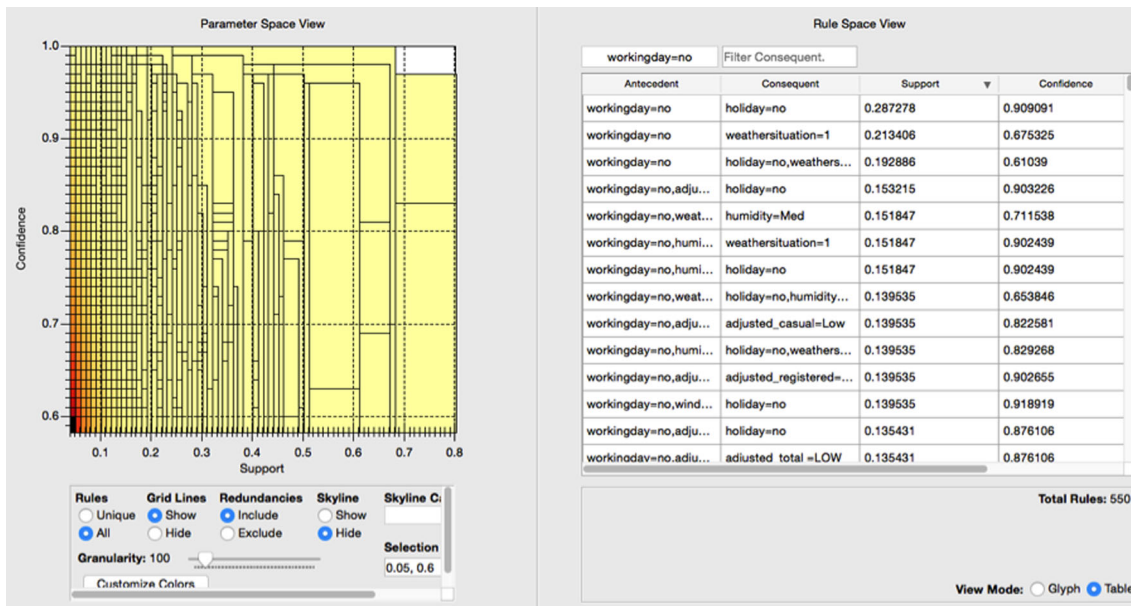 Parameter Space View
1.0
0.9
0.8
0.7
0.6
Confidence
0.1 0.2 0.3 0.4 0.5 0.6 0.7 0.8
Support
Rules Grid Lines Redundancies Skyline Skyline
Unique Show Include Show
All Hide Exclude Hide
Granularity: 100
Selection
0.05, 0.6
Customize Colors
Rule Space View
workingday=no Filter Consequent.
Antecedent Consequent Support ▼ Confidence
workingday=no holiday=no 0.287278 0.909091
workingday=no weathersituation=1 0.213406 0.675325
workingday=no holiday=no,weathers... 0.192886 0.61039
workingday=no,adju... holiday=no 0.153215 0.903226
workingday=no,weat... humidity=Med 0.151847 0.711538
workingday=no,humi... weathersituation=1 0.151847 0.902439
workingday=no,humi... holiday=no 0.151847 0.902439
workingday=no,weat... holiday=no,humidity... 0.139535 0.653846
workingday=no,adju... adjusted_casual=Low 0.139535 0.822581
workingday=no,humi... holiday=no,weathers... 0.139535 0.829268
workingday=no,adju... adjusted_registered=... 0.139535 0.902655
workingday=no,wind... holiday=no 0.139535 0.918919
workingday=no,adju... holiday=no 0.135431 0.876106
workingday=no,adju... adjusted_total =LOW 0.135431 0.876106
Total Rules: 550
View Mode: Glyph Table